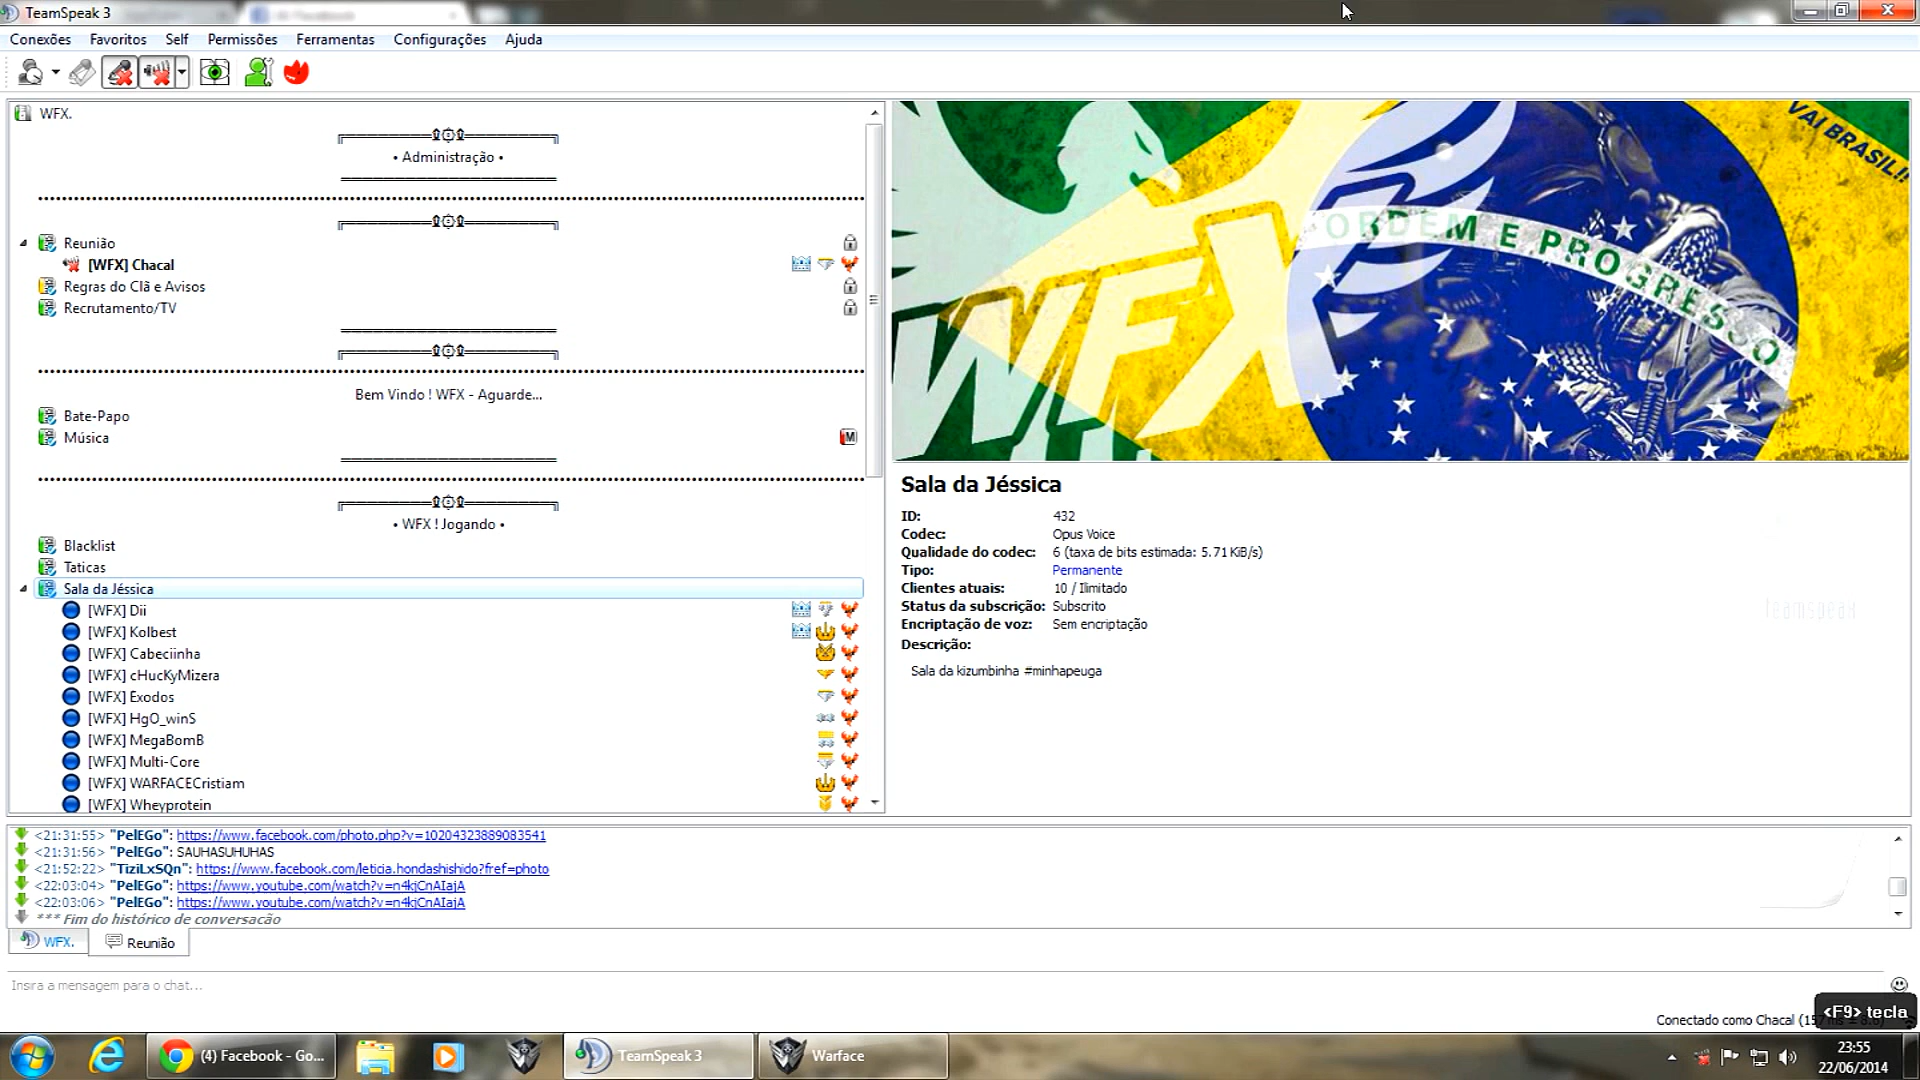 TeamSpeak 3
Conexões Favoritos Self Permissões Ferramentas Configurações Ajuda
WFX.
• Administração •
Reunião
[WFX] Chacal
Regras do Clã e Avisos
Recrutamento/TV
Bem Vindo ! WFX - Aguarde...
Bate-Papo
Música
M
• WFX ! Jogando •
Blacklist
Taticas
Sala da Jéssica
[WFX] Dii
[WFX] Kolbest
[WFX] Cabeciinha
[WFX] cHucKyMizera
[WFX] Exodos
[WFX] HgO_winS
[WFX] MegaBomB
[WFX] Multi-Core
[WFX] WARFACECristiam
[WFX] Wheyprotein
VAI BRASIL!!
ORDEM E PROGRESSO
WFX
Sala da Jéssica
ID: 432
Codec: Opus Voice
Qualidade do codec: 6 (taxa de bits estimada: 5.71 KiB/s)
Tipo: Permanente
Clientes atuais: 10 / Ilimitado
Status da subscrição: Subscrito
Encriptação de voz: Sem encriptação
Descrição:
Sala da kizumbinha #minhapeuga
teamspeak
<21:31:55> "PelEGo": https://www.facebook.com/photo.php?v=10204323889083541
<21:31:56> "PelEGo": SAUHASUHUHAS
<21:52:22> "TiziLxSQn": https://www.facebook.com/leticia.hondashishido?fref=photo
<22:03:04> "PelEGo": https://www.youtube.com/watch?v=n4kjCnAIajA
<22:03:06> "PelEGo": https://www.youtube.com/watch?v=n4kjCnAIajA
*** Fim do histórico de conversacão
WFX. Reunião
Insira a mensagem para o chat...
<F9> tecla
Conectado como Chacal
(4) Facebook - Go...
TeamSpeak 3
Warface
23:55
22/06/2014